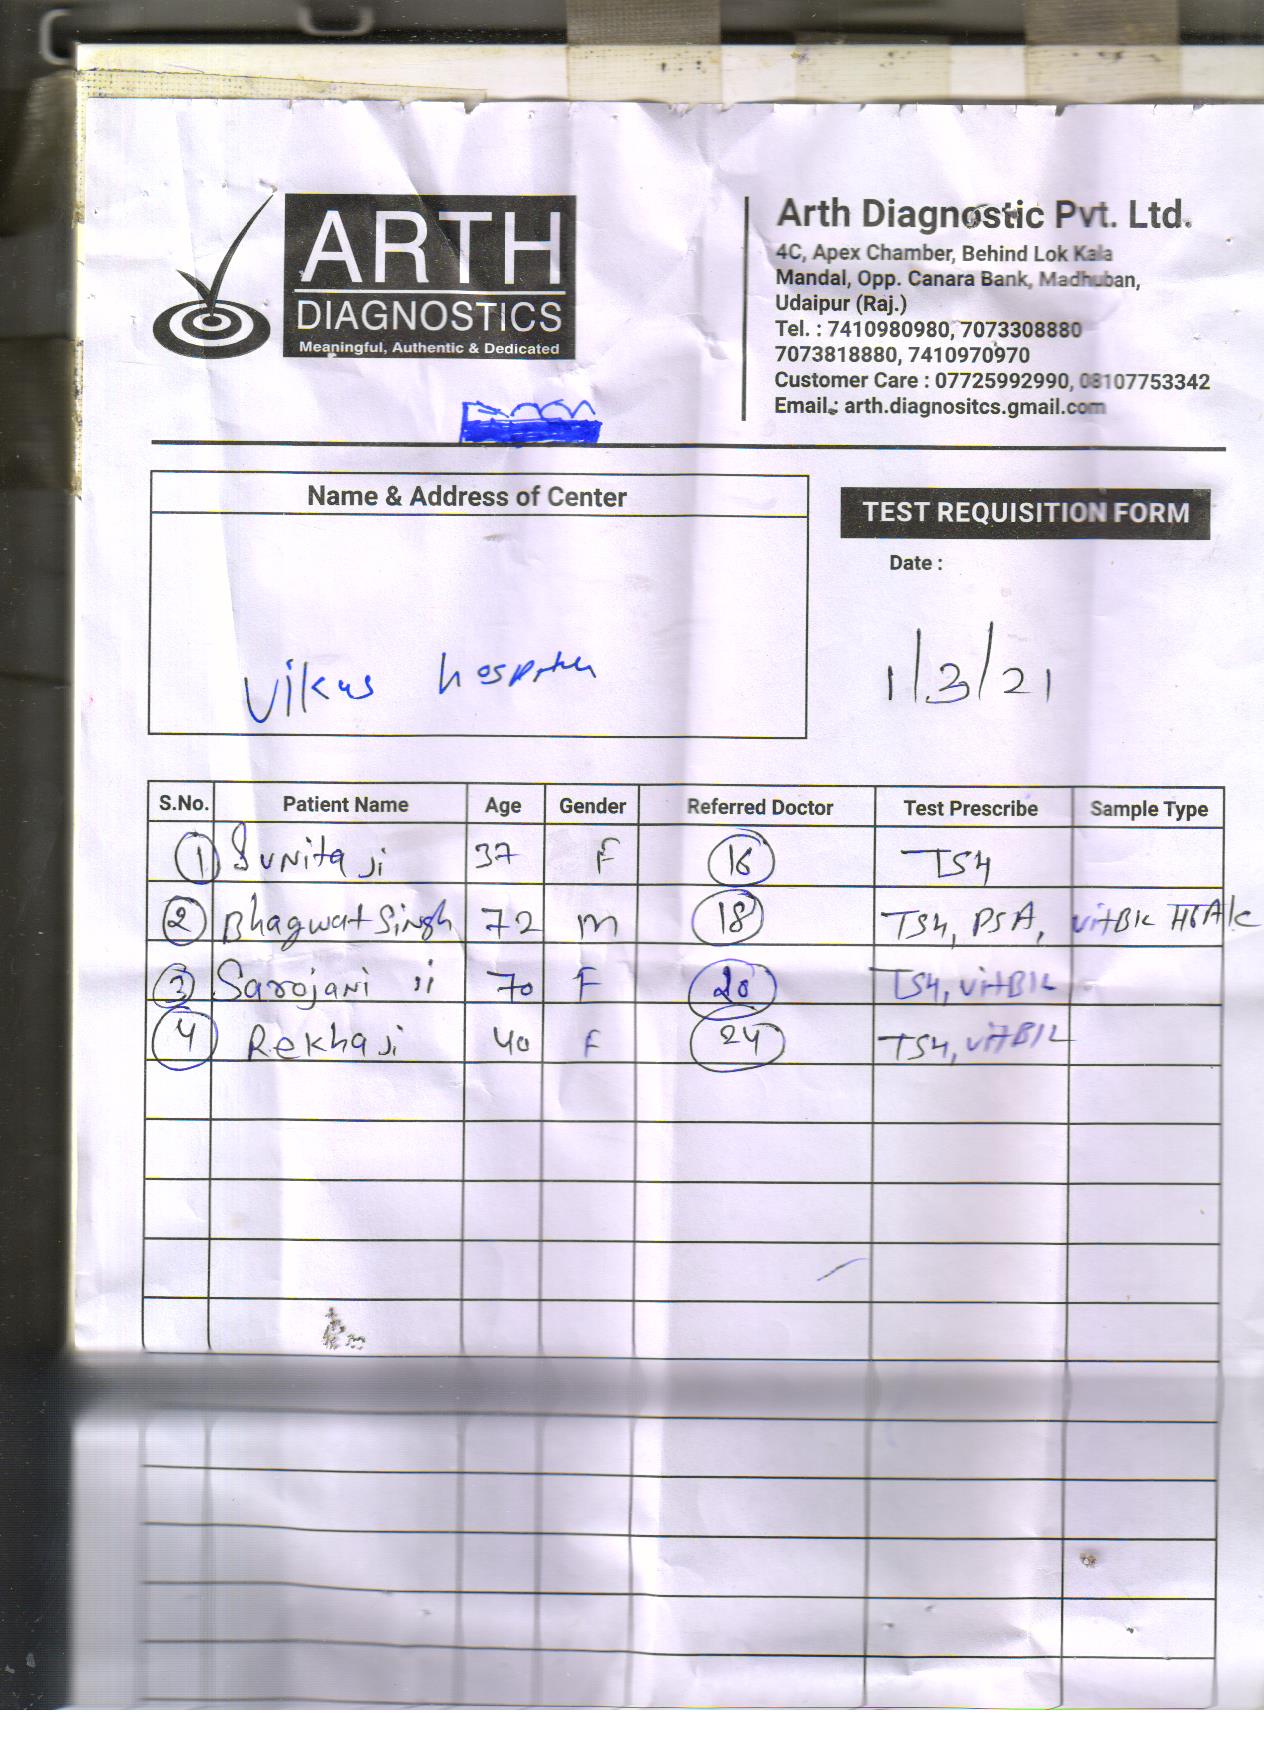 ARTH
DIAGNOSTICS
Meaningful, Authentic & Dedicated
Arth Diagnostic Pvt. Ltd.
4C, Apex Chamber, Behind Lok Kala
Mandal, Opp. Canara Bank, Madhuban,
Udaipur (Raj.)
Tel. : 7410980980, 7073308880
7073818880, 7410970970
Customer Care : 07725992990, 08107753342
Email : arth.diagnositcs.gmail.com
Name & Address of Center
Vikas hospital
TEST REQUISITION FORM
Date :
1/3/21
S.No. Patient Name Age Gender Referred Doctor Test Prescribe Sample Type
1 Sunita Ji 37 F 16 TSH
2 Bhagwat Singh 72 M 18 TSH, PSA, vitB12 HbA1c
3 Sarojani Ji 70 F 20 TSH, vitB12
4 Rekha Ji 40 F 24 TSH, vitB12